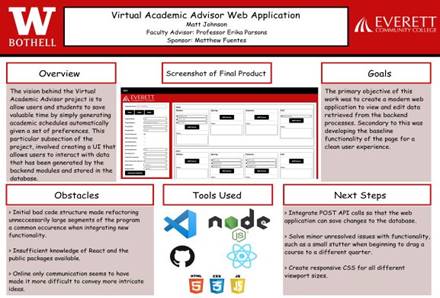 Virtual Academic Advisor Web Application
Matt Johnson
Faculty Advisor: Professor Erika Parsons
Sponsor: Matthew Fuentes
W
BOTHELL
EVERETT
COMMUNITY COLLEGE
Overview
The vision behind the Virtual
Academic Advisor project is to
allow users and students to save
valuable time by simply generating
academic schedules automatically
given a set of preferences. This
particular subsection of the
project, involved creating a UI that
allows users to interact with data
that has been generated by the
backend modules and stored in the
database.
Screenshot of Final Product
EVERETT
Goals
The primary objective of this
work was to create a modern web
application to view and edit data
retrieved from the backend
processes. Secondary to this was
developing the baseline
functionality of the page for a
clean user experience.
Obstacles
> Initial bad code structure made refactoring
unnecessarily large segments of the program
a common occurence when integrating new
functionality.
> Insufficient knowledge of React and the
public packages available.
> Online only communication seems to have
made it more difficult to convey more intricate
ideas.
Tools Used
node
JS
HTML CSS JS
5 3
Next Steps
> Integrate POST API calls so that the web
application can save changes to the database.
> Solve minor unresolved issues with functionality,
such as a small stutter when beginning to drag a
course to a different quarter.
> Create responsive CSS for all different
viewport sizes.